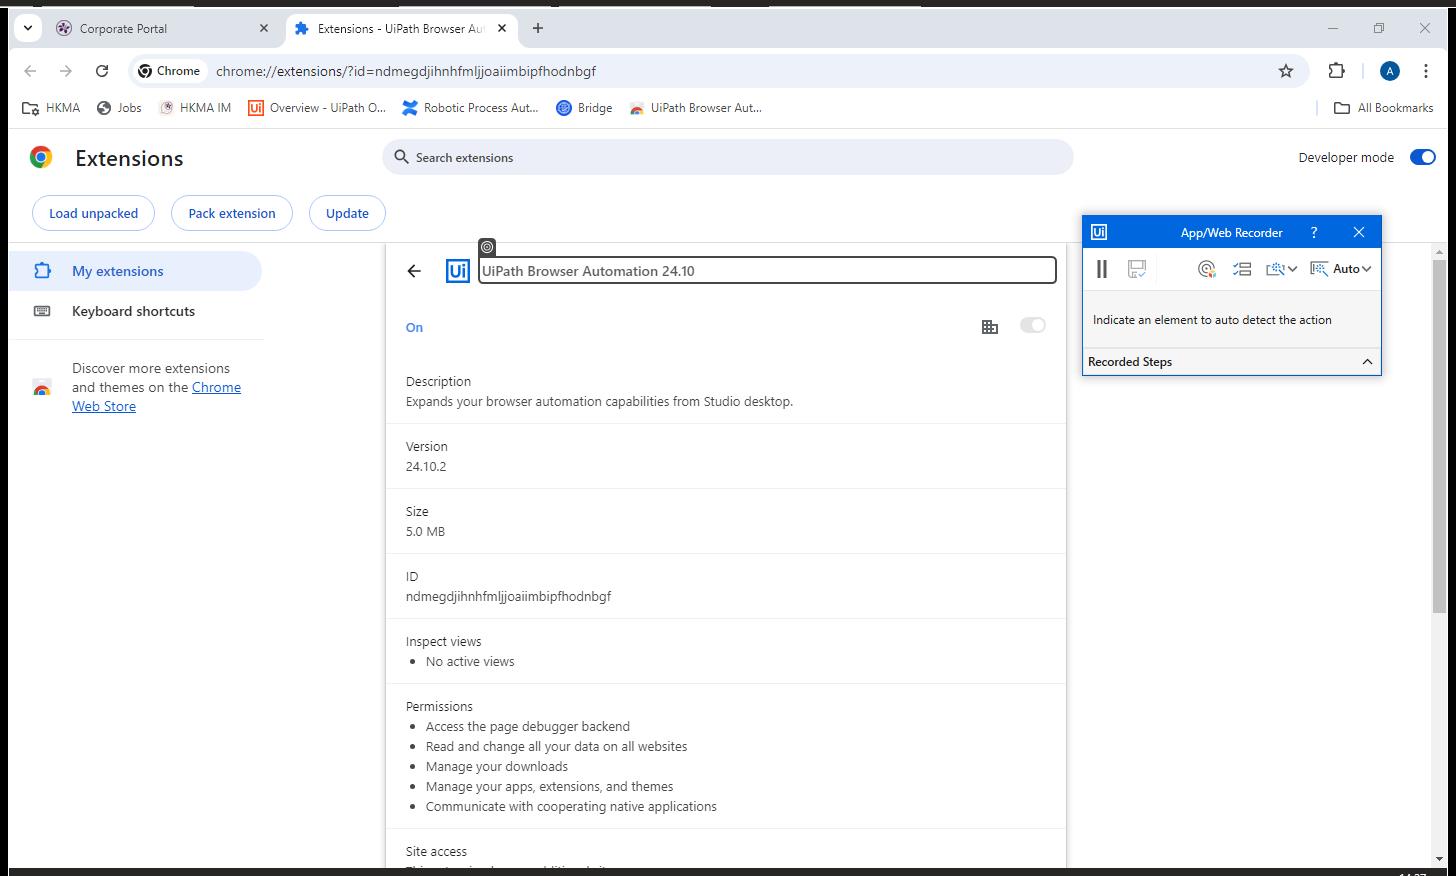 Corporate Portal
Extensions - UiPath Browser Aut
Chrome
chrome://extensions/?id=ndmegdjihnhfmljjoaiimbipfhodnbgf
A
HKMA
Jobs
HKMA IM
Ui
Overview - UiPath O...
Robotic Process Aut...
Bridge
UiPath Browser Aut...
All Bookmarks
Extensions
Search extensions
Developer mode
Load unpacked
Pack extension
Update
My extensions
Keyboard shortcuts
Discover more extensions
and themes on the Chrome
Web Store
Ui
UiPath Browser Automation 24.10
On
Description
Expands your browser automation capabilities from Studio desktop.
Version
24.10.2
Size
5.0 MB
ID
ndmegdjihnhfmljjoaiimbipfhodnbgf
Inspect views
• No active views
Permissions
• Access the page debugger backend
• Read and change all your data on all websites
• Manage your downloads
• Manage your apps, extensions, and themes
• Communicate with cooperating native applications
Site access
Ui
App/Web Recorder
?
Auto
Indicate an element to auto detect the action
Recorded Steps